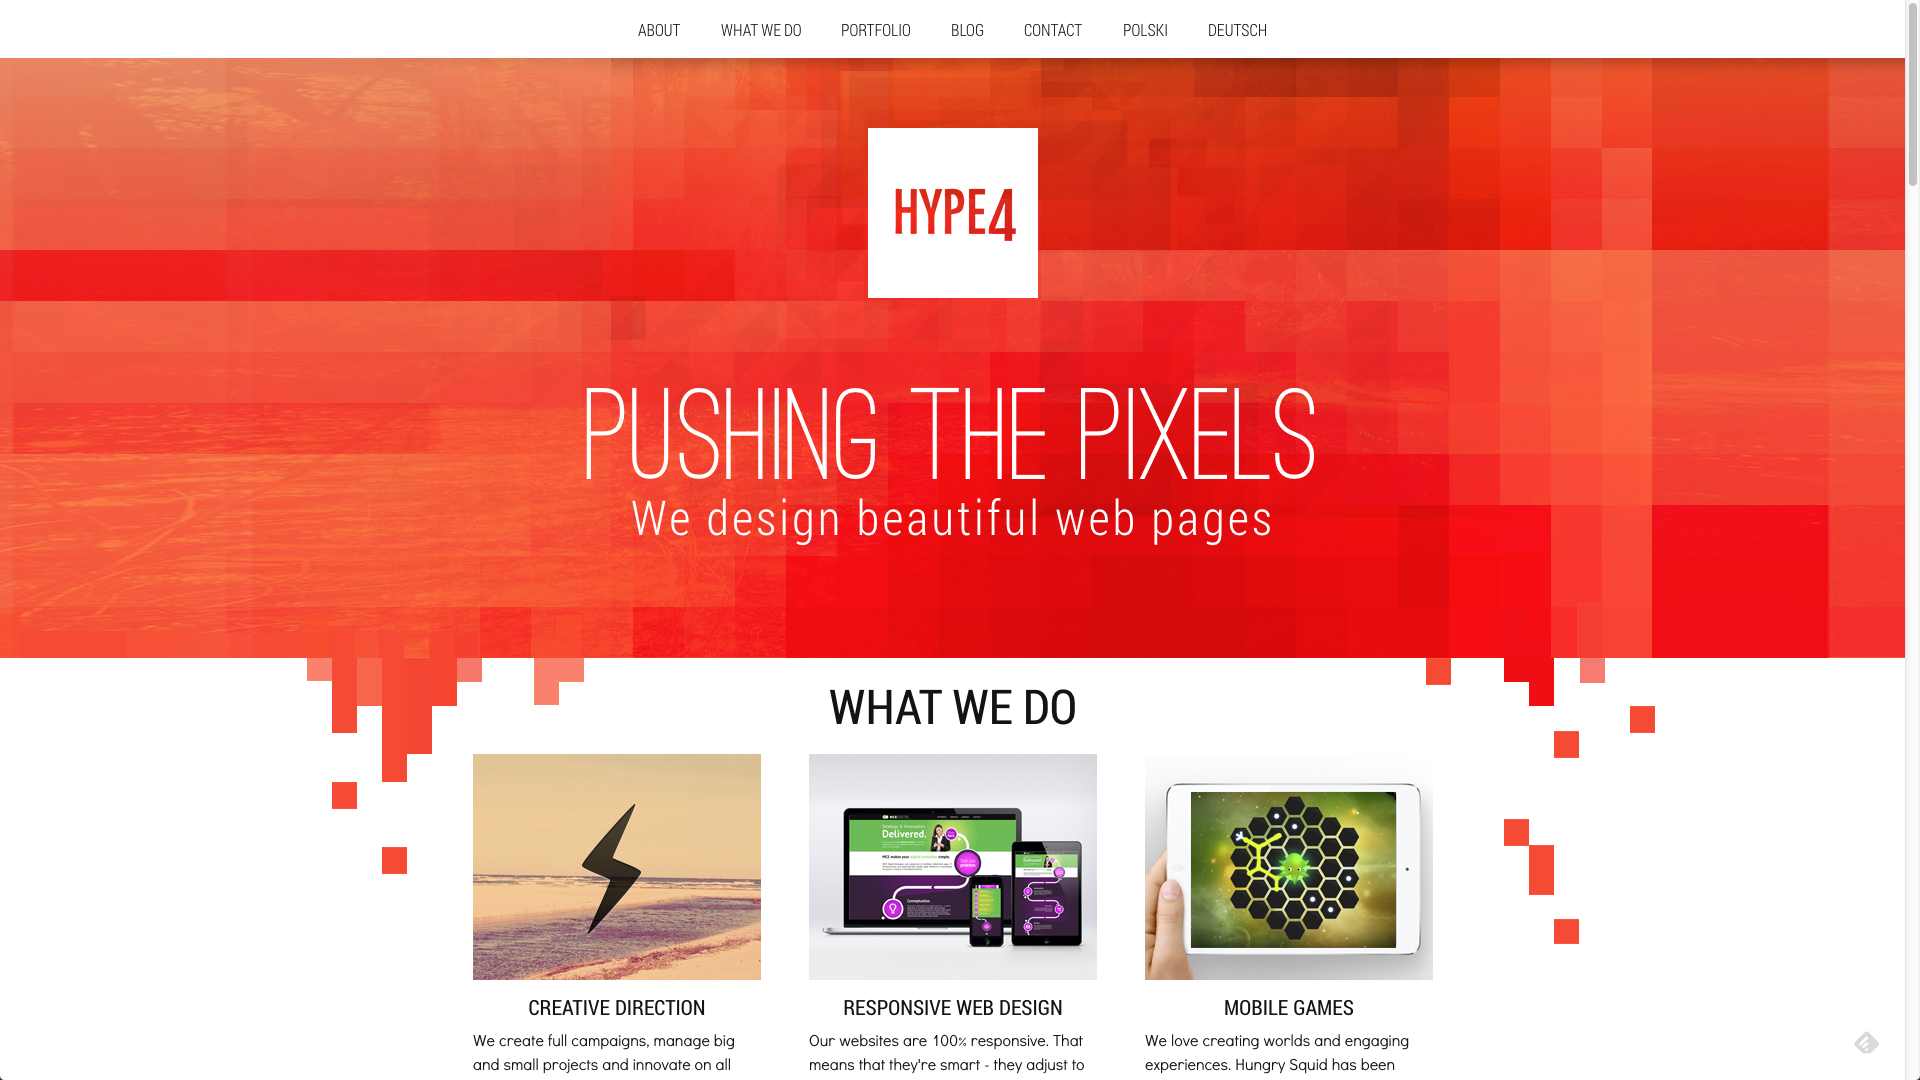 ABOUT WHAT WE DO PORTFOLIO BLOG CONTACT POLSKI DEUTSCH
HYPE4
PUSHING THE PIXELS
We design beautiful web pages
WHAT WE DO
Delivered.
CREATIVE DIRECTION
We create full campaigns, manage big
and small projects and innovate on all
RESPONSIVE WEB DESIGN
Our websites are 100% responsive. That
means that they're smart - they adjust to
MOBILE GAMES
We love creating worlds and engaging
experiences. Hungry Squid has been